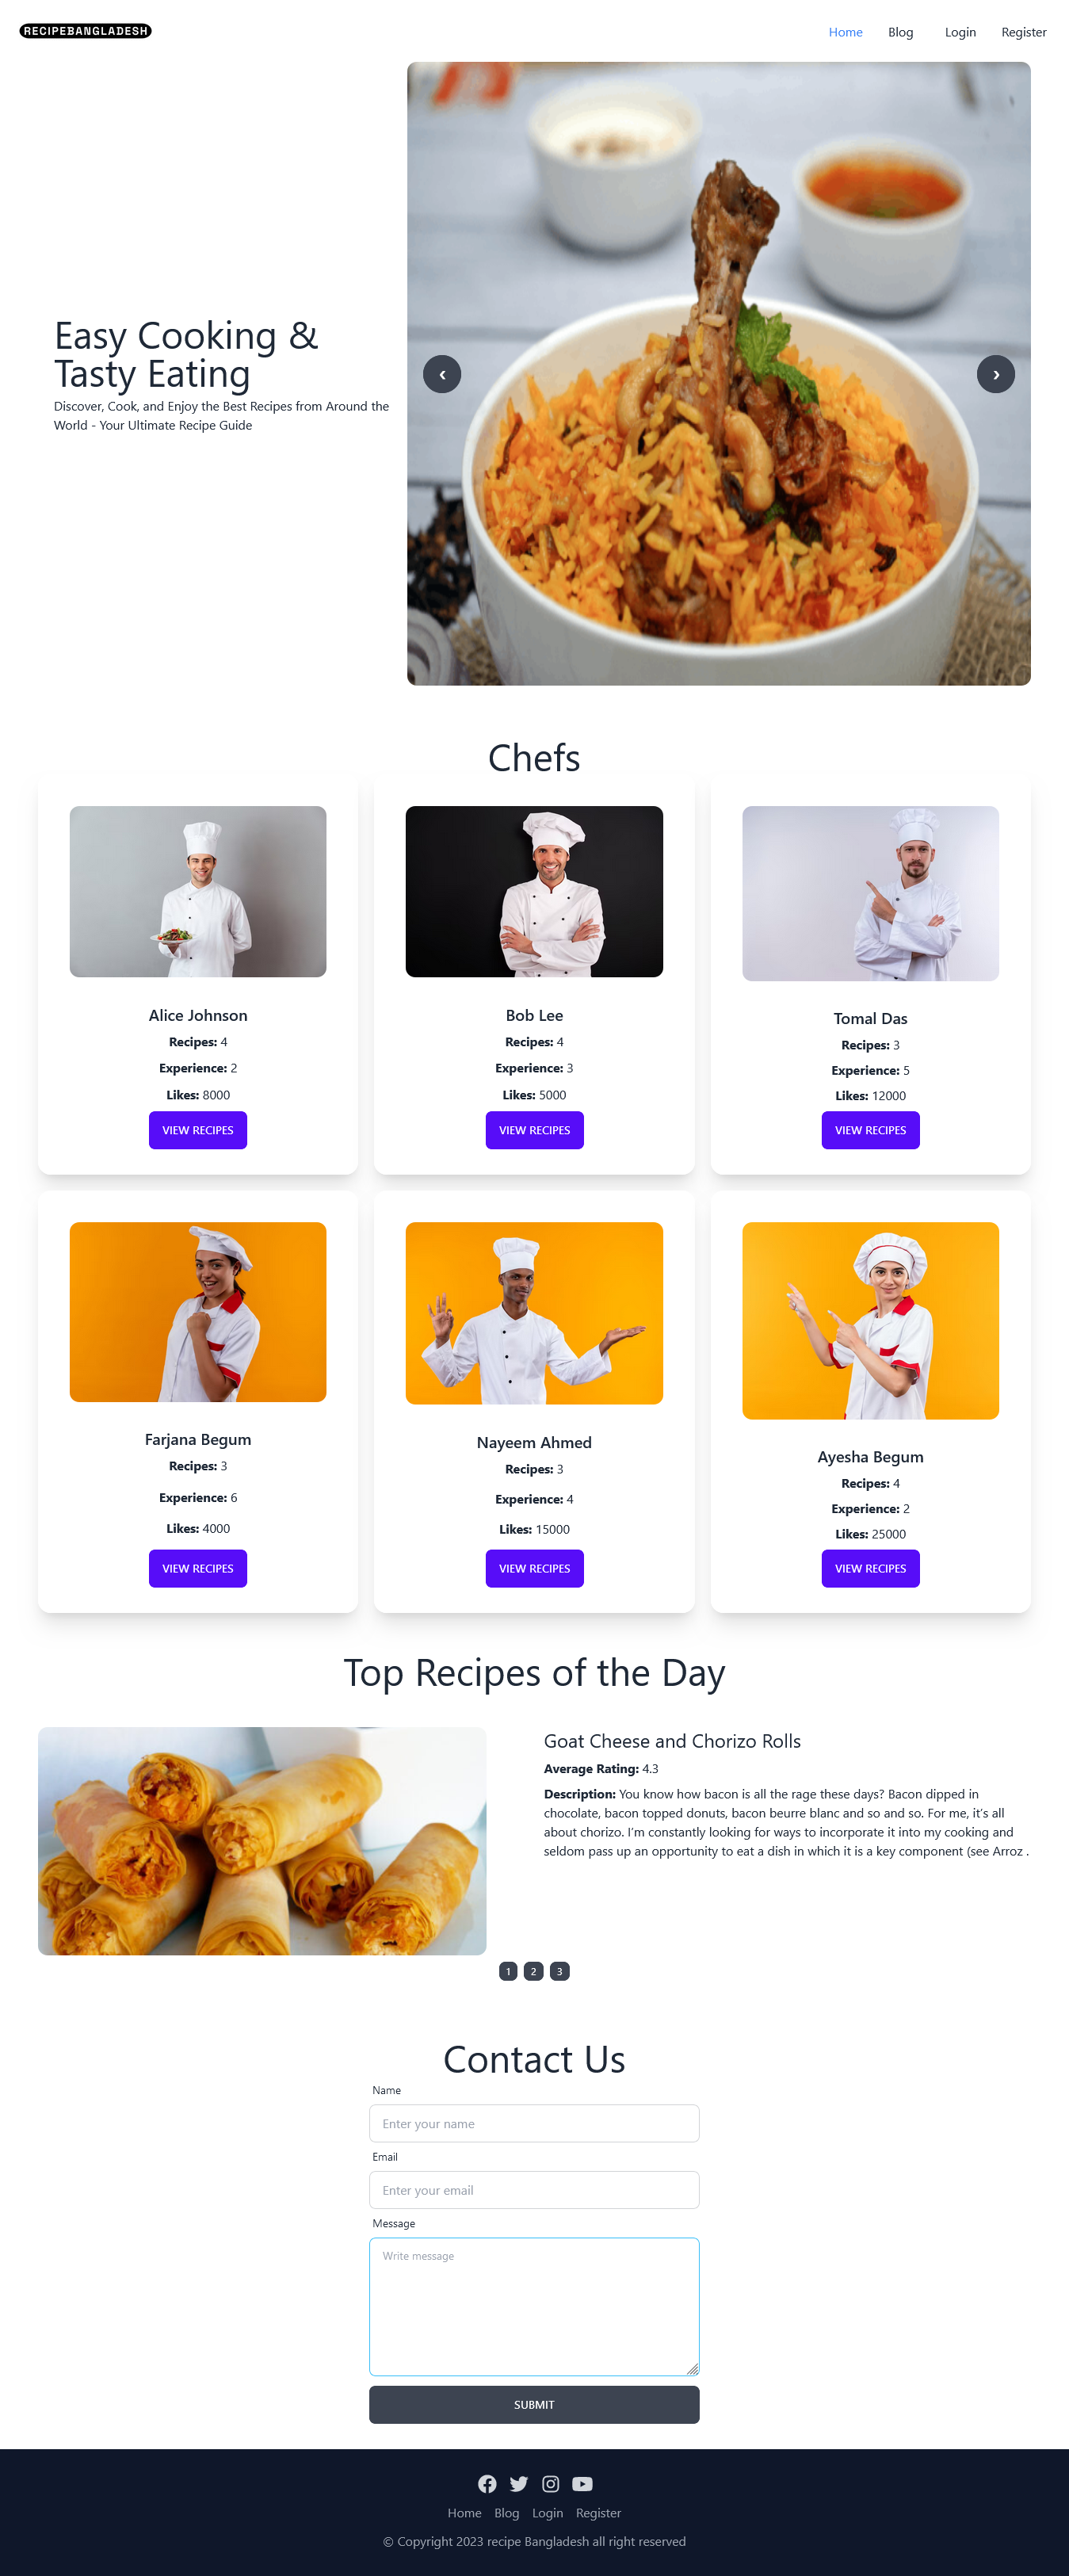 RECIPEBANGLADESH
Home Blog Login Register
Easy Cooking &
Tasty Eating
Discover, Cook, and Enjoy the Best Recipes from Around the
World - Your Ultimate Recipe Guide
‹ ›
Chefs
Alice Johnson
Recipes: 4
Experience: 2
Likes: 8000
VIEW RECIPES
Bob Lee
Recipes: 4
Experience: 3
Likes: 5000
VIEW RECIPES
Tomal Das
Recipes: 3
Experience: 5
Likes: 12000
VIEW RECIPES
Farjana Begum
Recipes: 3
Experience: 6
Likes: 4000
VIEW RECIPES
Nayeem Ahmed
Recipes: 3
Experience: 4
Likes: 15000
VIEW RECIPES
Ayesha Begum
Recipes: 4
Experience: 2
Likes: 25000
VIEW RECIPES
Top Recipes of the Day
Goat Cheese and Chorizo Rolls
Average Rating: 4.3
Description: You know how bacon is all the rage these days? Bacon dipped in
chocolate, bacon topped donuts, bacon beurre blanc and so and so. For me, it's all
about chorizo. I'm constantly looking for ways to incorporate it into my cooking and
seldom pass up an opportunity to eat a dish in which it is a key component (see Arroz .
1 2 3
Contact Us
Name
Enter your name
Email
Enter your email
Message
Write message
SUBMIT
Home Blog Login Register
© Copyright 2023 recipe Bangladesh all right reserved